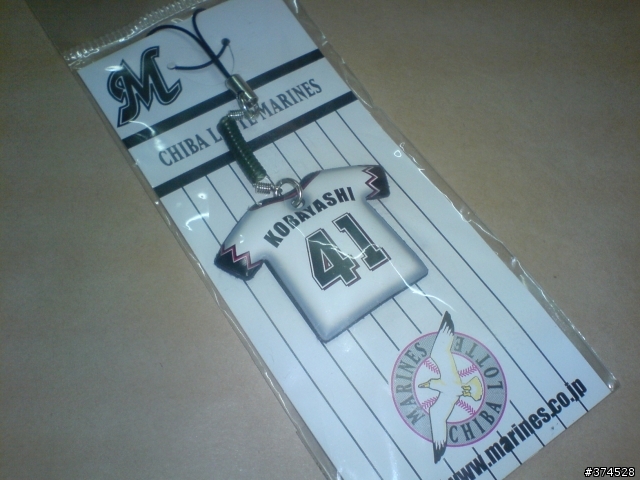 M
CHIBA LOTTE MARINES
KOBAYASHI
41
MARINES
CHIBA LOTTE
www.marines.co.jp
#374528